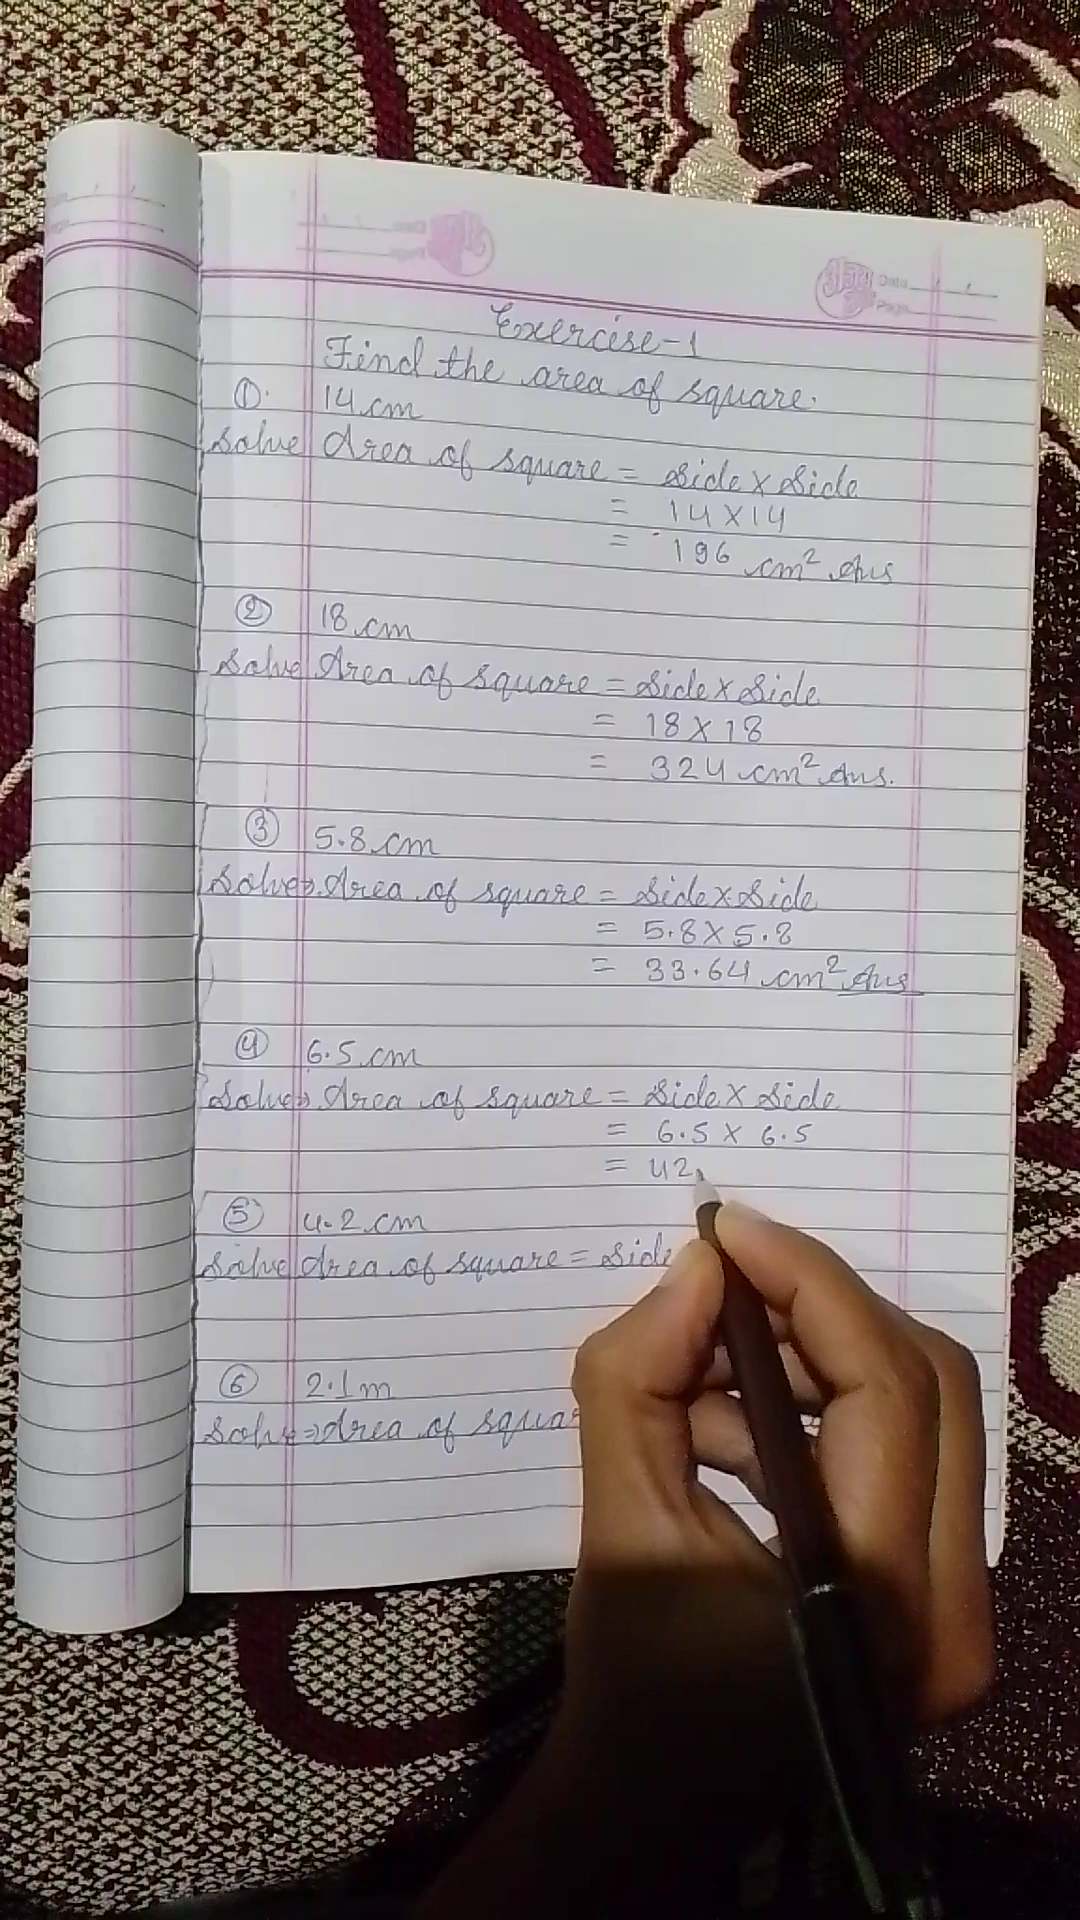 Data
Page
Exercise-1
Find the area of square.
① 14 cm
Solve Area of square = Side × Side
= 14 × 14
= 196 cm² Ans
② 18 cm
Solve Area of square = Side × Side
= 18 × 18
= 324 cm² Ans.
③ 5.8 cm
Solve⇒ Area of square = Side × Side
= 5.8 × 5.8
= 33.64 cm² Ans
④ 6.5 cm
Solve⇒ Area of square = Side × Side
= 6.5 × 6.5
= 42
⑤ 4.2 cm
Solve Area of square = Side
⑥ 2.1 m
Solve⇒ Area of squar